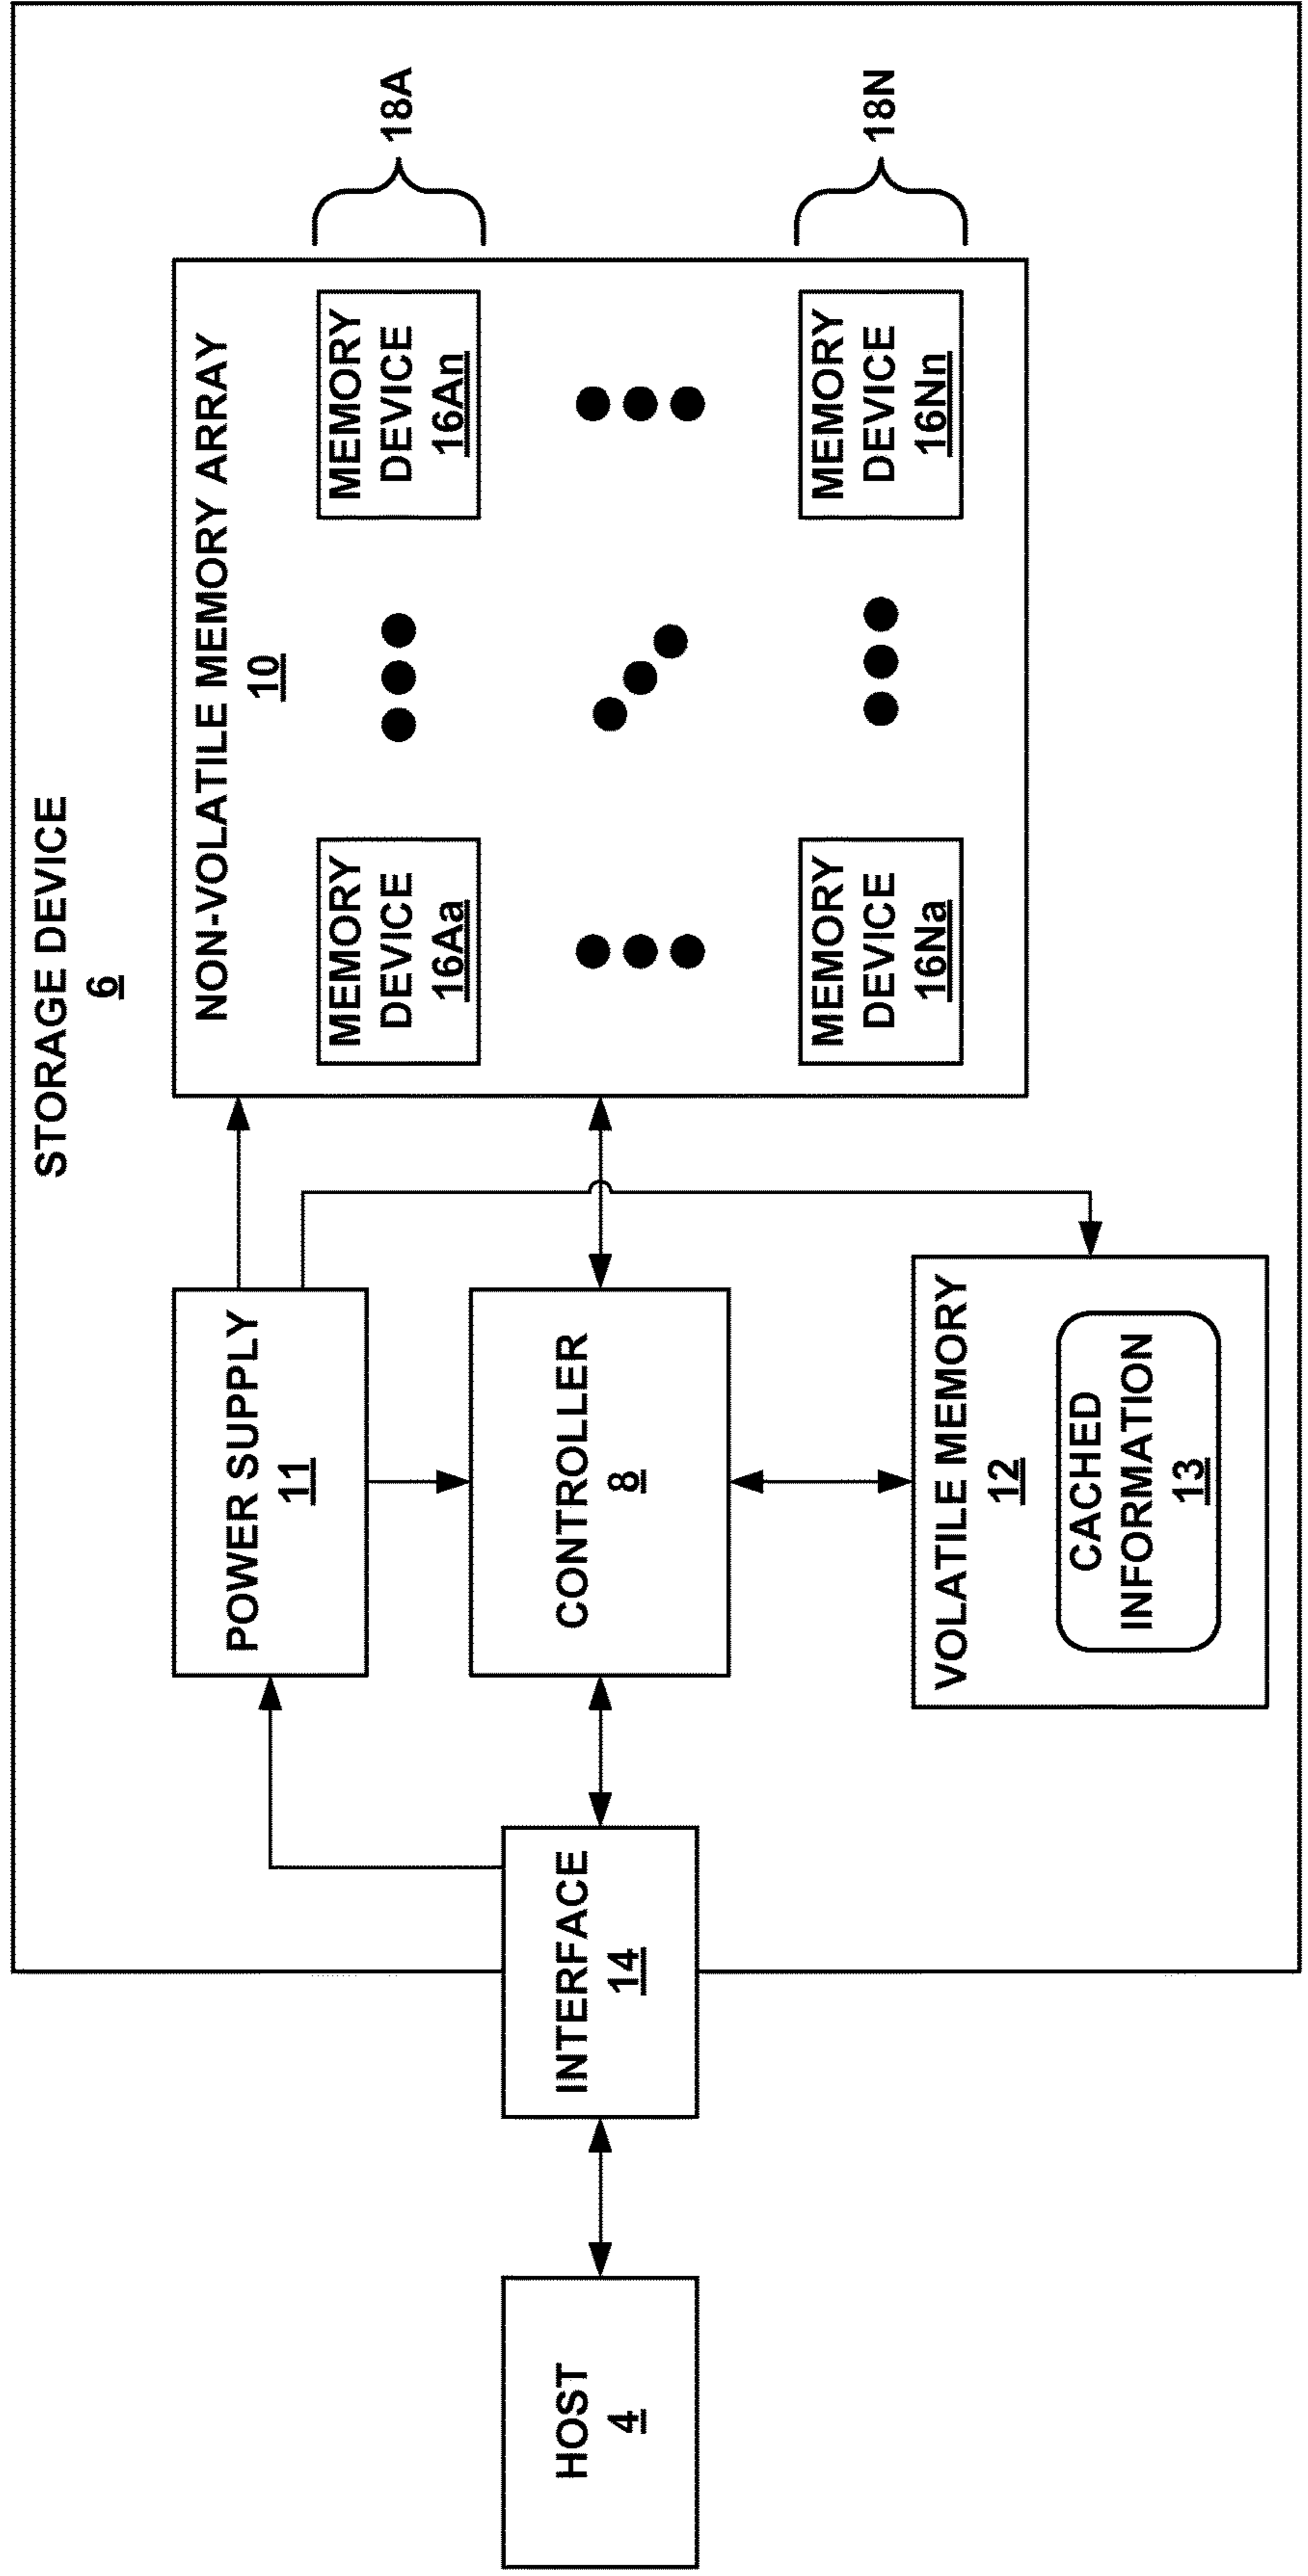 STORAGE DEVICE
6
HOST
4
INTERFACE
14
POWER SUPPLY
11
CONTROLLER
8
VOLATILE MEMORY
12
CACHED
INFORMATION
13
NON-VOLATILE MEMORY ARRAY
10
MEMORY
DEVICE
16Aa
MEMORY
DEVICE
16An
18A
MEMORY
DEVICE
16Na
MEMORY
DEVICE
16Nn
18N